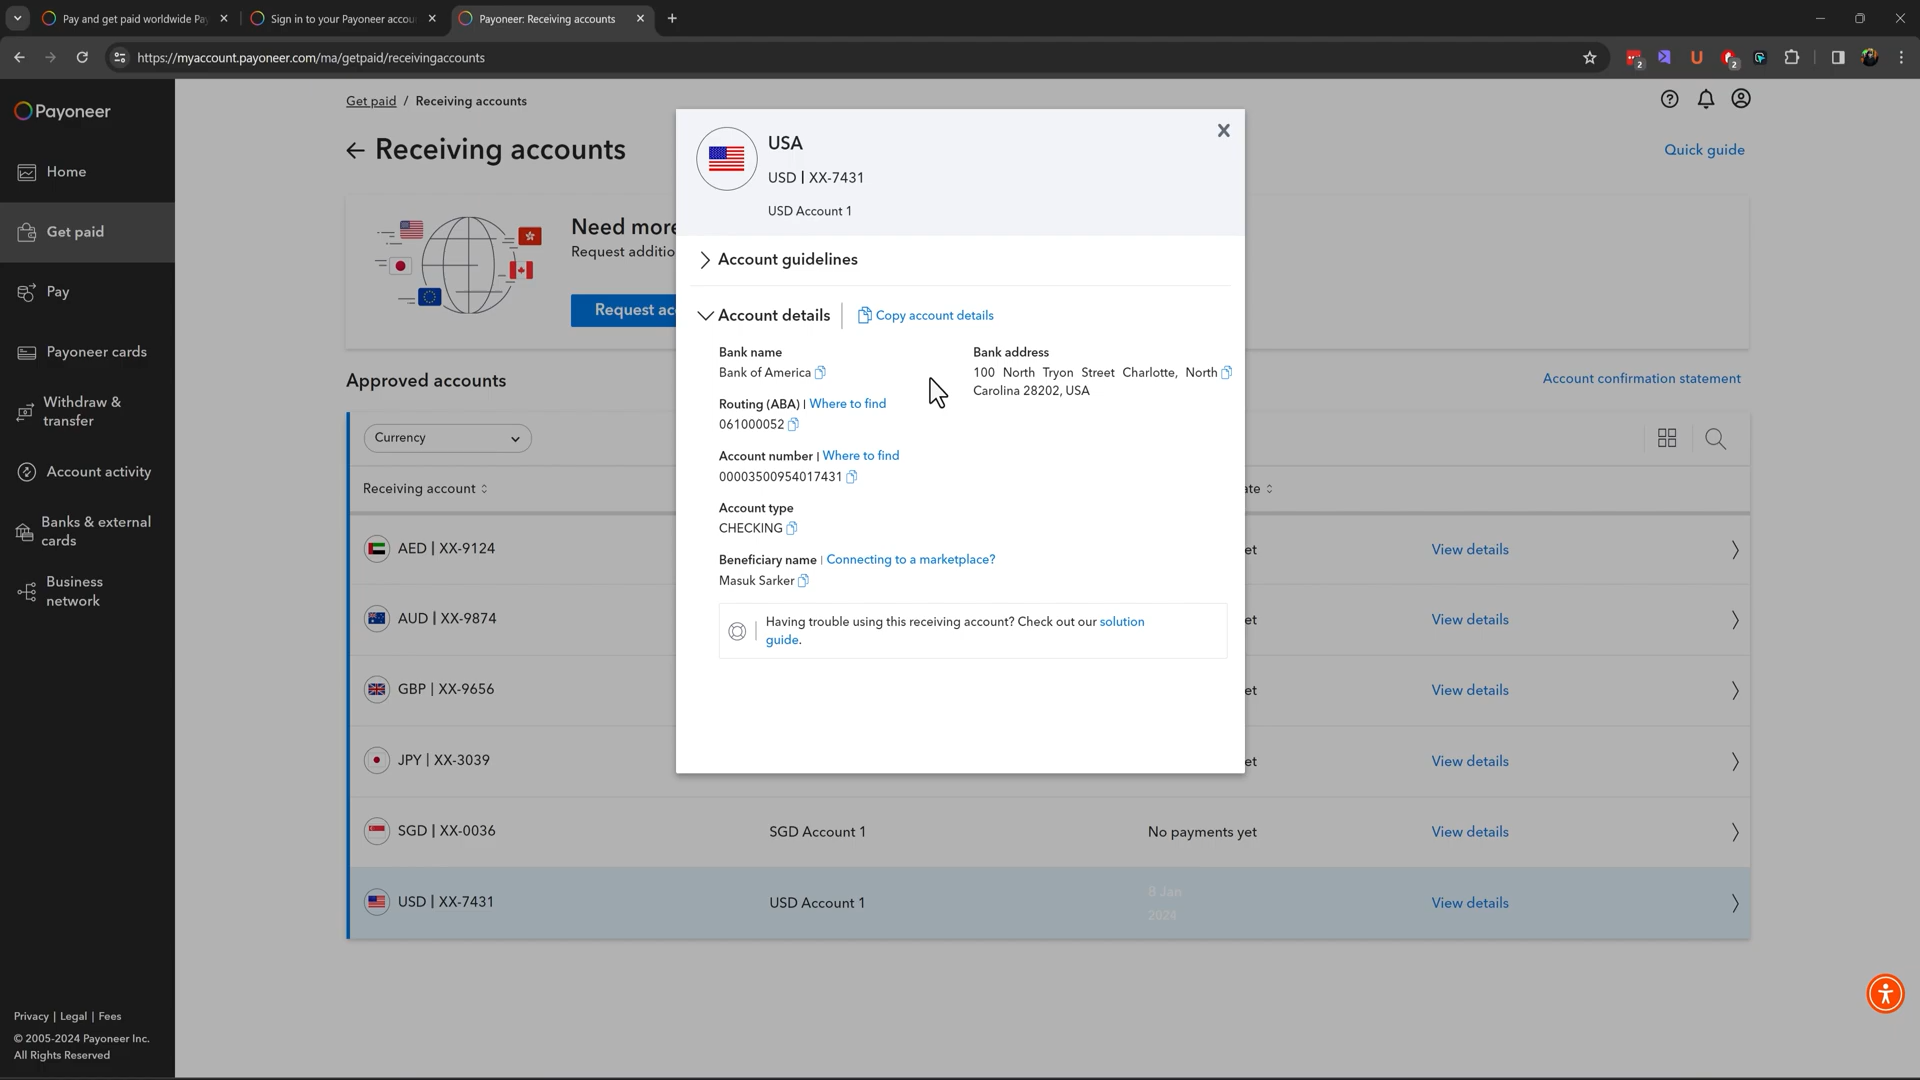 Pay and get paid worldwide Pay
Sign in to your Payoneer accou
Payoneer: Receiving accounts
https://myaccount.payoneer.com/ma/getpaid/receivingaccounts
2
U
2
Payoneer
Home
Get paid
Pay
Payoneer cards
Withdraw &
transfer
Account activity
Banks & external
cards
Business
network
Privacy | Legal | Fees
© 2005-2024 Payoneer Inc.
All Rights Reserved
Get paid / Receiving accounts
Receiving accounts
Quick guide
Need more
Request additio
Request ac
Approved accounts
Account confirmation statement
Currency
Receiving account
ate
AED | XX-9124
et
View details
AUD | XX-9874
et
View details
GBP | XX-9656
et
View details
JPY | XX-3039
et
View details
SGD | XX-0036
SGD Account 1
No payments yet
View details
USD | XX-7431
USD Account 1
8 Jan
2024
View details
USA
USD | XX-7431
USD Account 1
Account guidelines
Account details
Copy account details
Bank name
Bank of America
Bank address
100 North Tryon Street Charlotte, North
Carolina 28202, USA
Routing (ABA) | Where to find
061000052
Account number | Where to find
00003500954017431
Account type
CHECKING
Beneficiary name | Connecting to a marketplace?
Masuk Sarker
Having trouble using this receiving account? Check out our solution
guide.